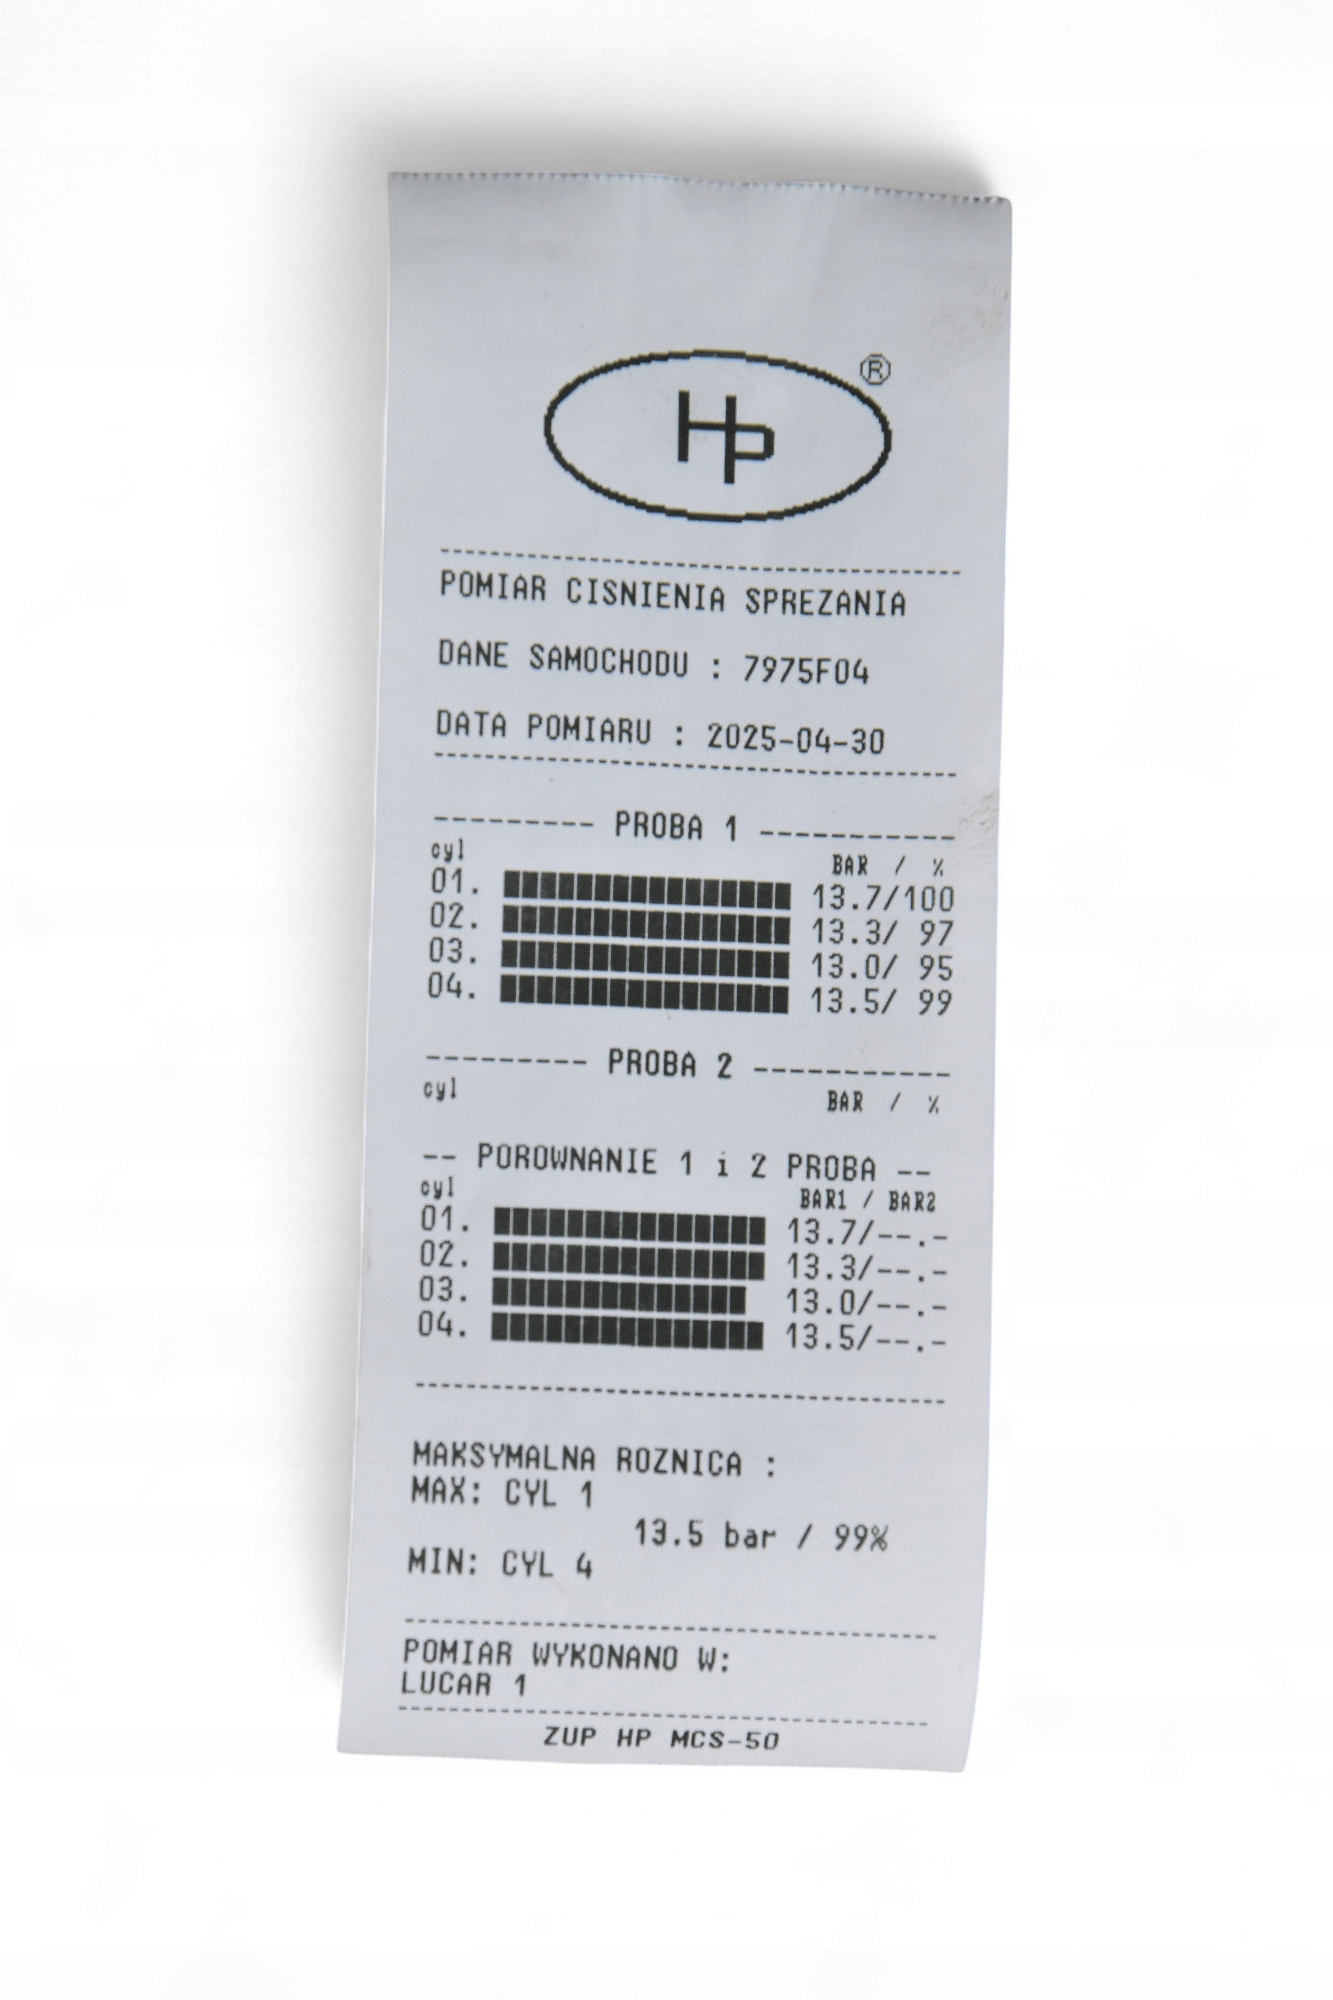 Hp ®
POMIAR CISNIENIA SPREZANIA
DANE SAMOCHODU : 7975F04
DATA POMIARU : 2025-04-30
--------- PROBA 1 -----------
cyl BAR / %
01. 13.7/100
02. 13.3/ 97
03. 13.0/ 95
04. 13.5/ 99
--------- PROBA 2 -----------
cyl BAR / %
-- POROWNANIE 1 i 2 PROBA --
cyl BAR1 / BAR2
01. 13.7/--.-
02. 13.3/--.-
03. 13.0/--.-
04. 13.5/--.-
MAKSYMALNA ROZNICA :
MAX: CYL 1
13.5 bar / 99%
MIN: CYL 4
POMIAR WYKONANO W:
LUCAR 1
ZUP HP MCS-50